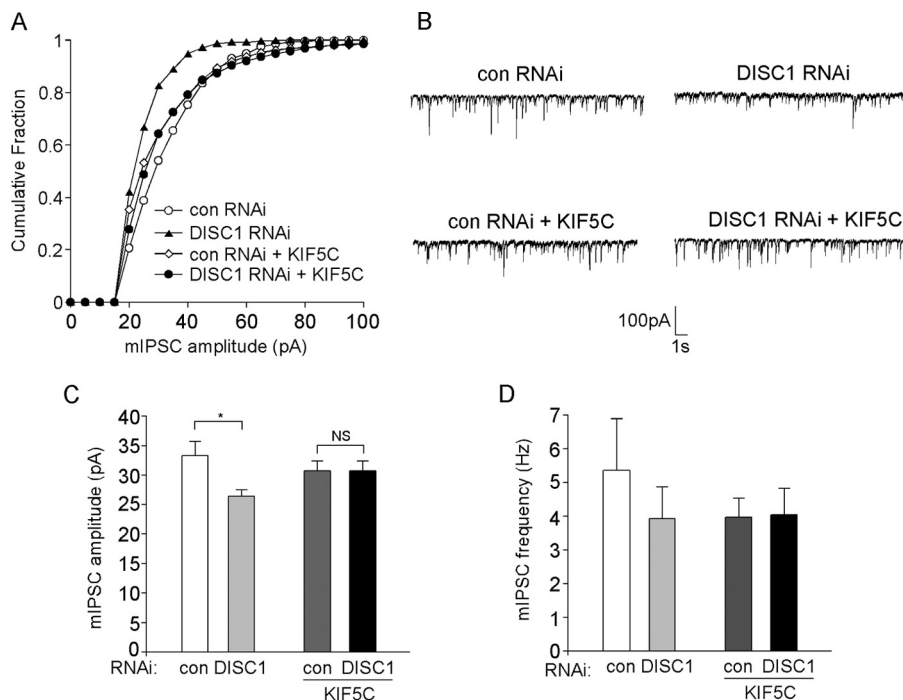 A
Cumulative Fraction
1
0.8
0.6
0.4
0.2
0
0 20 40 60 80 100
mIPSC amplitude (pA)
con RNAi
DISC1 RNAi
con RNAi + KIF5C
DISC1 RNAi + KIF5C
B
con RNAi
DISC1 RNAi
con RNAi + KIF5C
DISC1 RNAi + KIF5C
100pA
1s
C
mIPSC amplitude (pA)
40
35
30
25
25
15
10
5
0
*
NS
RNAi: con DISC1 con DISC1
KIF5C
D
mIPSC frequency (Hz)
7
6
5
4
3
2
1
0
RNAi: con DISC1 con DISC1
KIF5C